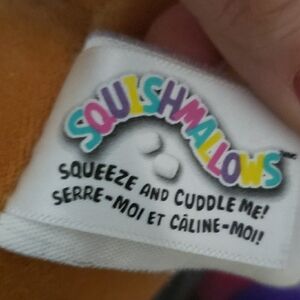 SQUISHMALLOWS
SQUEEZE AND CUDDLE ME!
SERRE-MOI ET CÂLINE-MOI!